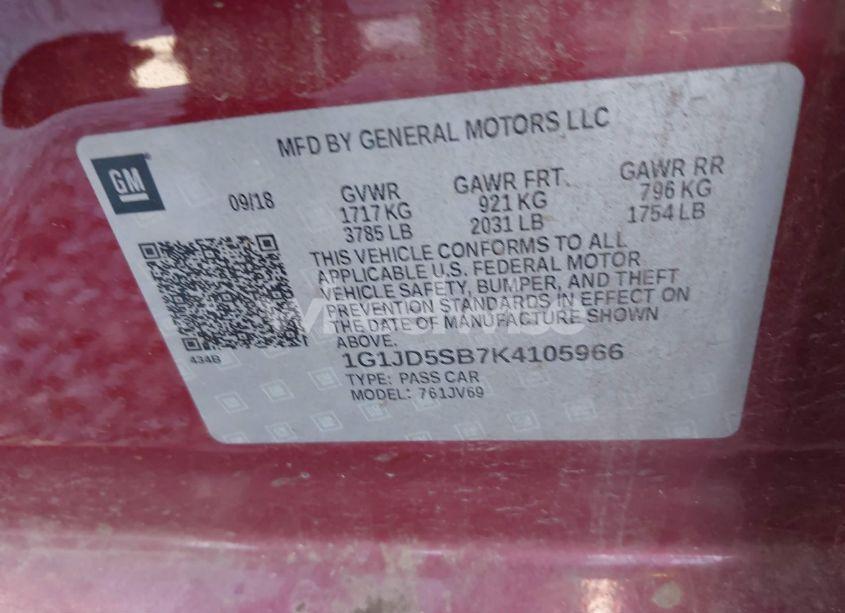 MFD BY GENERAL MOTORS LLC
GM
09/18
GVWR
1717 KG
3785 LB
GAWR FRT.
921 KG
2031 LB
GAWR RR
796 KG
1754 LB
THIS VEHICLE CONFORMS TO ALL
APPLICABLE U.S. FEDERAL MOTOR
VEHICLE SAFETY, BUMPER, AND THEFT
PREVENTION STANDARDS IN EFFECT ON
THE DATE OF MANUFACTURE SHOWN
ABOVE.
434B
1G1JD5SB7K4105966
TYPE: PASS CAR
MODEL: 761JV69